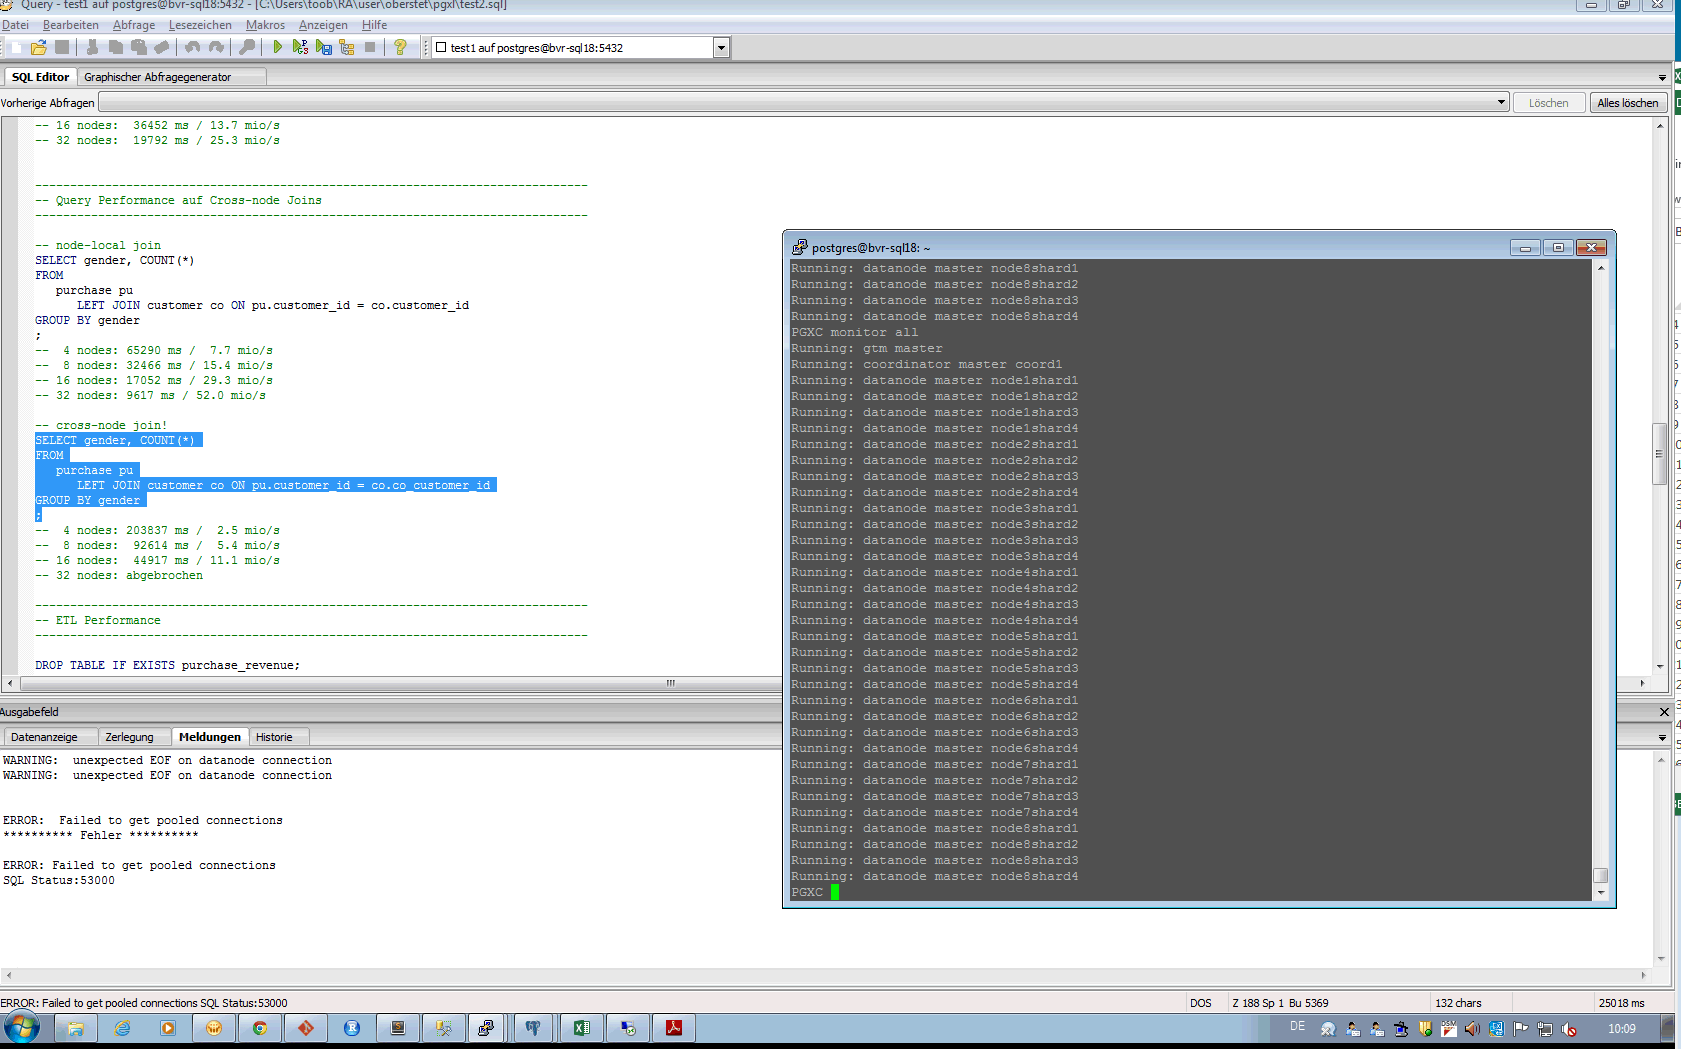 Query - test1 auf postgres@bvr-sql18:5432 - [C:\Users\toob\RA\user\oberstet\pgxl\test2.sql]
Datei Bearbeiten Abfrage Lesezeichen Makros Anzeigen Hilfe
test1 auf postgres@bvr-sql18:5432
SQL Editor Graphischer Abfragegenerator
Vorherige Abfragen Löschen Alles löschen
-- 16 nodes:  36452 ms / 13.7 mio/s
-- 32 nodes:  19792 ms / 25.3 mio/s
-------------------------------------------------------------------------------
-- Query Performance auf Cross-node Joins
-------------------------------------------------------------------------------
-- node-local join
SELECT gender, COUNT(*)
FROM
   purchase pu
      LEFT JOIN customer co ON pu.customer_id = co.customer_id
GROUP BY gender
;
--  4 nodes: 65290 ms /  7.7 mio/s
--  8 nodes: 32466 ms / 15.4 mio/s
-- 16 nodes: 17052 ms / 29.3 mio/s
-- 32 nodes: 9617 ms / 52.0 mio/s
-- cross-node join!
SELECT gender, COUNT(*)
FROM
   purchase pu
      LEFT JOIN customer co ON pu.customer_id = co.co_customer_id
GROUP BY gender
;
--  4 nodes: 203837 ms /  2.5 mio/s
--  8 nodes:  92614 ms /  5.4 mio/s
-- 16 nodes:  44917 ms / 11.1 mio/s
-- 32 nodes: abgebrochen
-------------------------------------------------------------------------------
-- ETL Performance
-------------------------------------------------------------------------------
DROP TABLE IF EXISTS purchase_revenue;
Ausgabefeld
Datenanzeige Zerlegung Meldungen Historie
WARNING:  unexpected EOF on datanode connection
WARNING:  unexpected EOF on datanode connection
ERROR:  Failed to get pooled connections
********** Fehler **********
ERROR: Failed to get pooled connections
SQL Status:53000
postgres@bvr-sql18: ~
Running: datanode master node8shard1
Running: datanode master node8shard2
Running: datanode master node8shard3
Running: datanode master node8shard4
PGXC monitor all
Running: gtm master
Running: coordinator master coord1
Running: datanode master node1shard1
Running: datanode master node1shard2
Running: datanode master node1shard3
Running: datanode master node1shard4
Running: datanode master node2shard1
Running: datanode master node2shard2
Running: datanode master node2shard3
Running: datanode master node2shard4
Running: datanode master node3shard1
Running: datanode master node3shard2
Running: datanode master node3shard3
Running: datanode master node3shard4
Running: datanode master node4shard1
Running: datanode master node4shard2
Running: datanode master node4shard3
Running: datanode master node4shard4
Running: datanode master node5shard1
Running: datanode master node5shard2
Running: datanode master node5shard3
Running: datanode master node5shard4
Running: datanode master node6shard1
Running: datanode master node6shard2
Running: datanode master node6shard3
Running: datanode master node6shard4
Running: datanode master node7shard1
Running: datanode master node7shard2
Running: datanode master node7shard3
Running: datanode master node7shard4
Running: datanode master node8shard1
Running: datanode master node8shard2
Running: datanode master node8shard3
Running: datanode master node8shard4
PGXC
ERROR: Failed to get pooled connections SQL Status:53000 DOS Z 188 Sp 1 Bu 5369 132 chars 25018 ms
DE 10:09